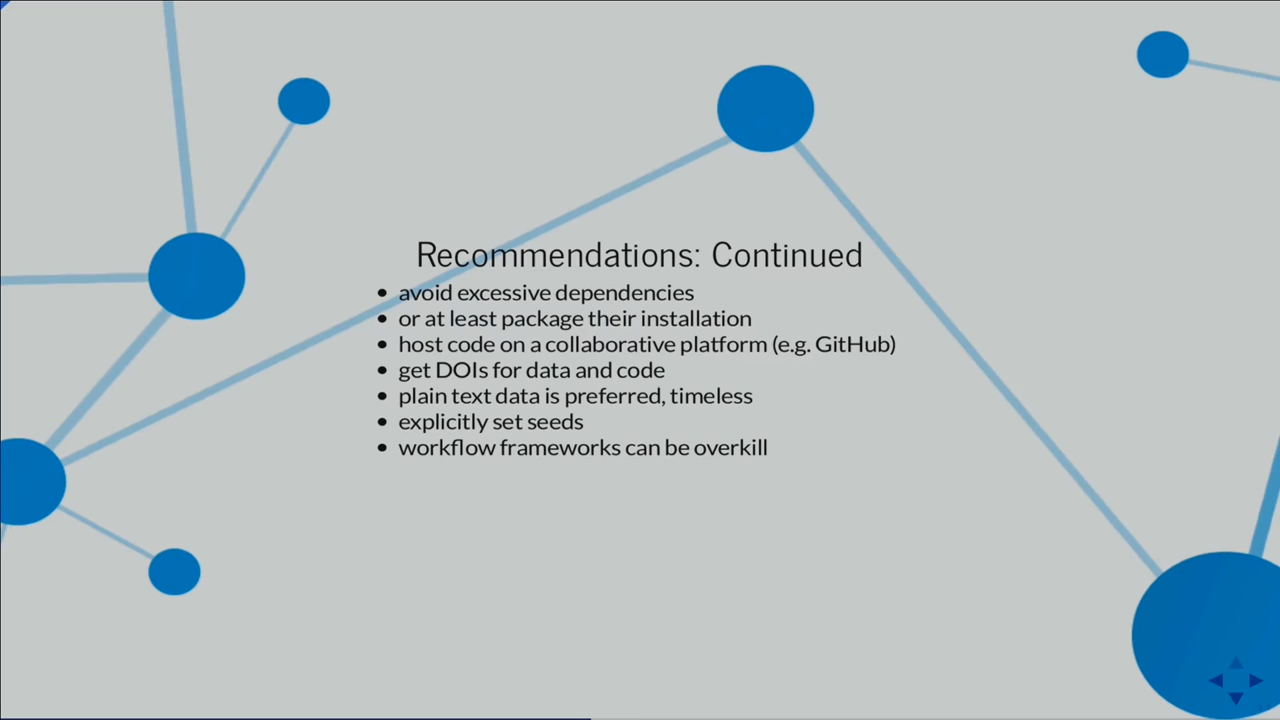 Recommendations: Continued
• avoid excessive dependencies
• or at least package their installation
• host code on a collaborative platform (e.g. GitHub)
• get DOIs for data and code
• plain text data is preferred, timeless
• explicitly set seeds
• workflow frameworks can be overkill